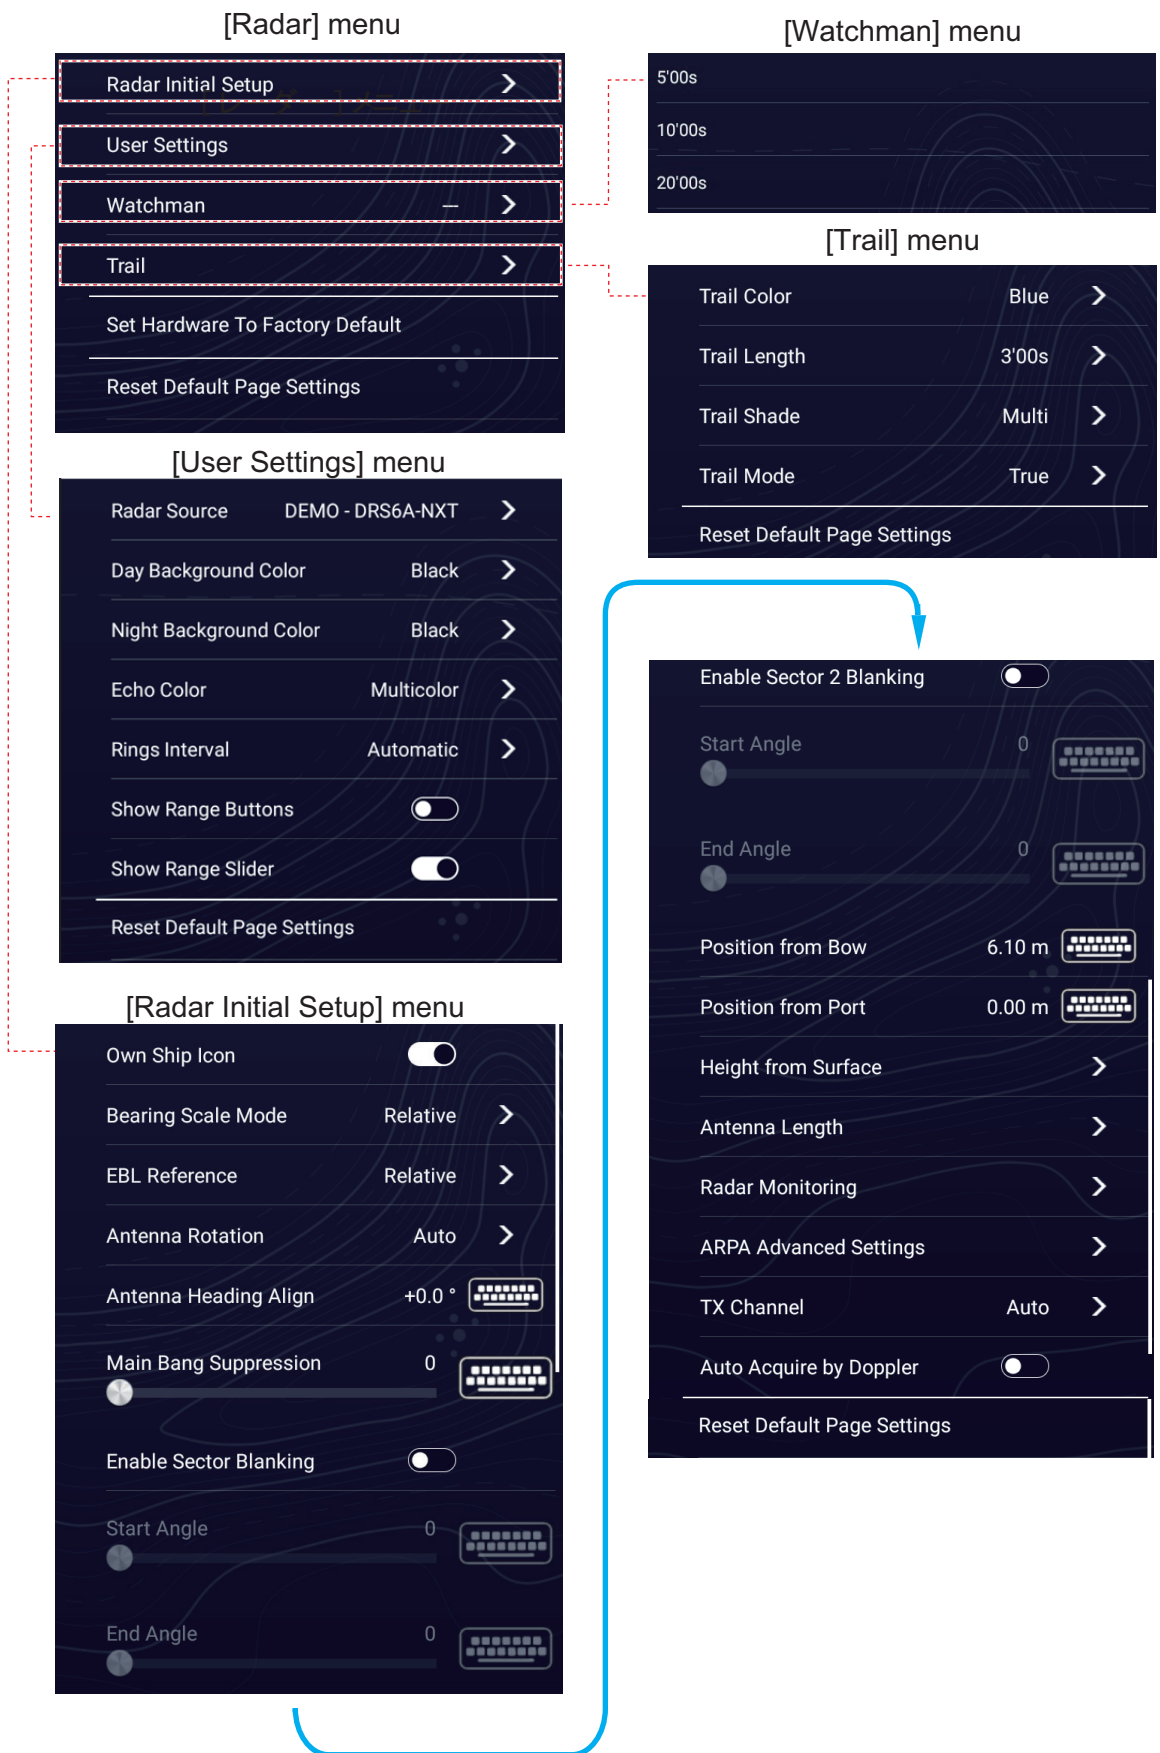 [Radar] menu
Radar Initial Setup
User Settings
Watchman ---
Trail
Set Hardware To Factory Default
Reset Default Page Settings
[Watchman] menu
5'00s
10'00s
20'00s
[Trail] menu
Trail Color Blue
Trail Length 3'00s
Trail Shade Multi
Trail Mode True
Reset Default Page Settings
[User Settings] menu
Radar Source DEMO - DRS6A-NXT
Day Background Color Black
Night Background Color Black
Echo Color Multicolor
Rings Interval Automatic
Show Range Buttons
Show Range Slider
Reset Default Page Settings
[Radar Initial Setup] menu
Own Ship Icon
Bearing Scale Mode Relative
EBL Reference Relative
Antenna Rotation Auto
Antenna Heading Align +0.0 °
Main Bang Suppression 0
Enable Sector Blanking
Start Angle 0
End Angle 0
Enable Sector 2 Blanking
Start Angle 0
End Angle 0
Position from Bow 6.10 m
Position from Port 0.00 m
Height from Surface
Antenna Length
Radar Monitoring
ARPA Advanced Settings
TX Channel Auto
Auto Acquire by Doppler
Reset Default Page Settings